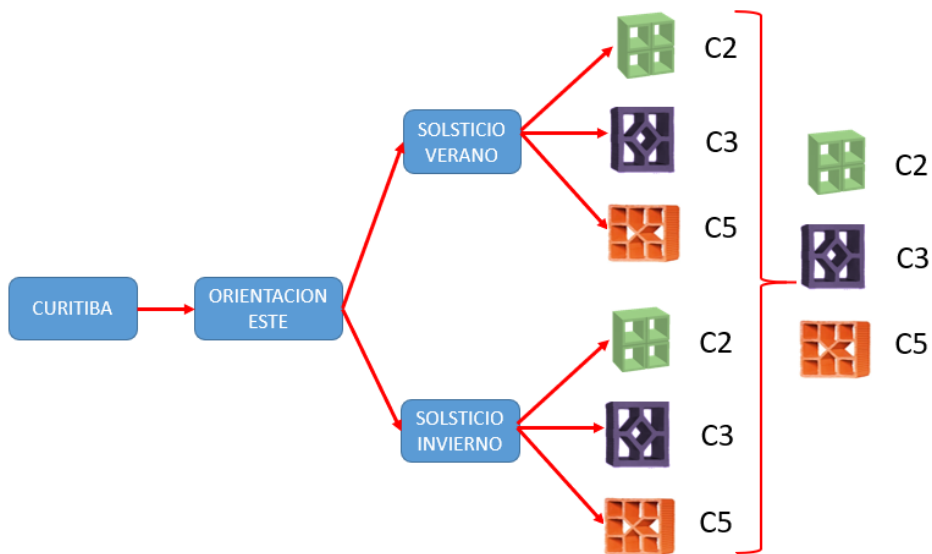 CURITIBA
ORIENTACION
ESTE
SOLSTICIO
VERANO
C2
C3
C5
SOLSTICIO
INVIERNO
C2
C3
C5
C2
C3
C5